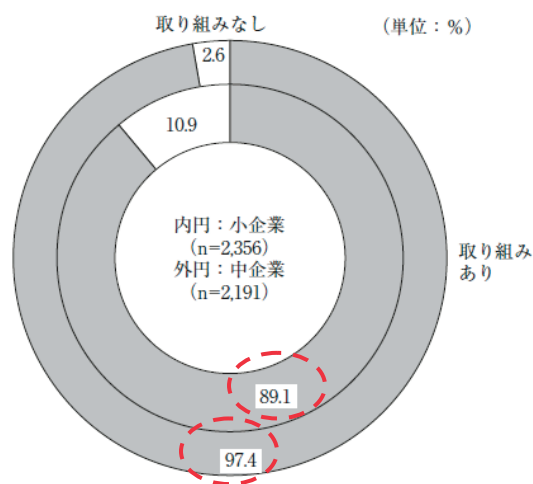 取り組みなし
(単位：％)
2.6
10.9
内円：小企業
(n=2,356)
外円：中企業
(n=2,191)
取り組み
あり
89.1
97.4